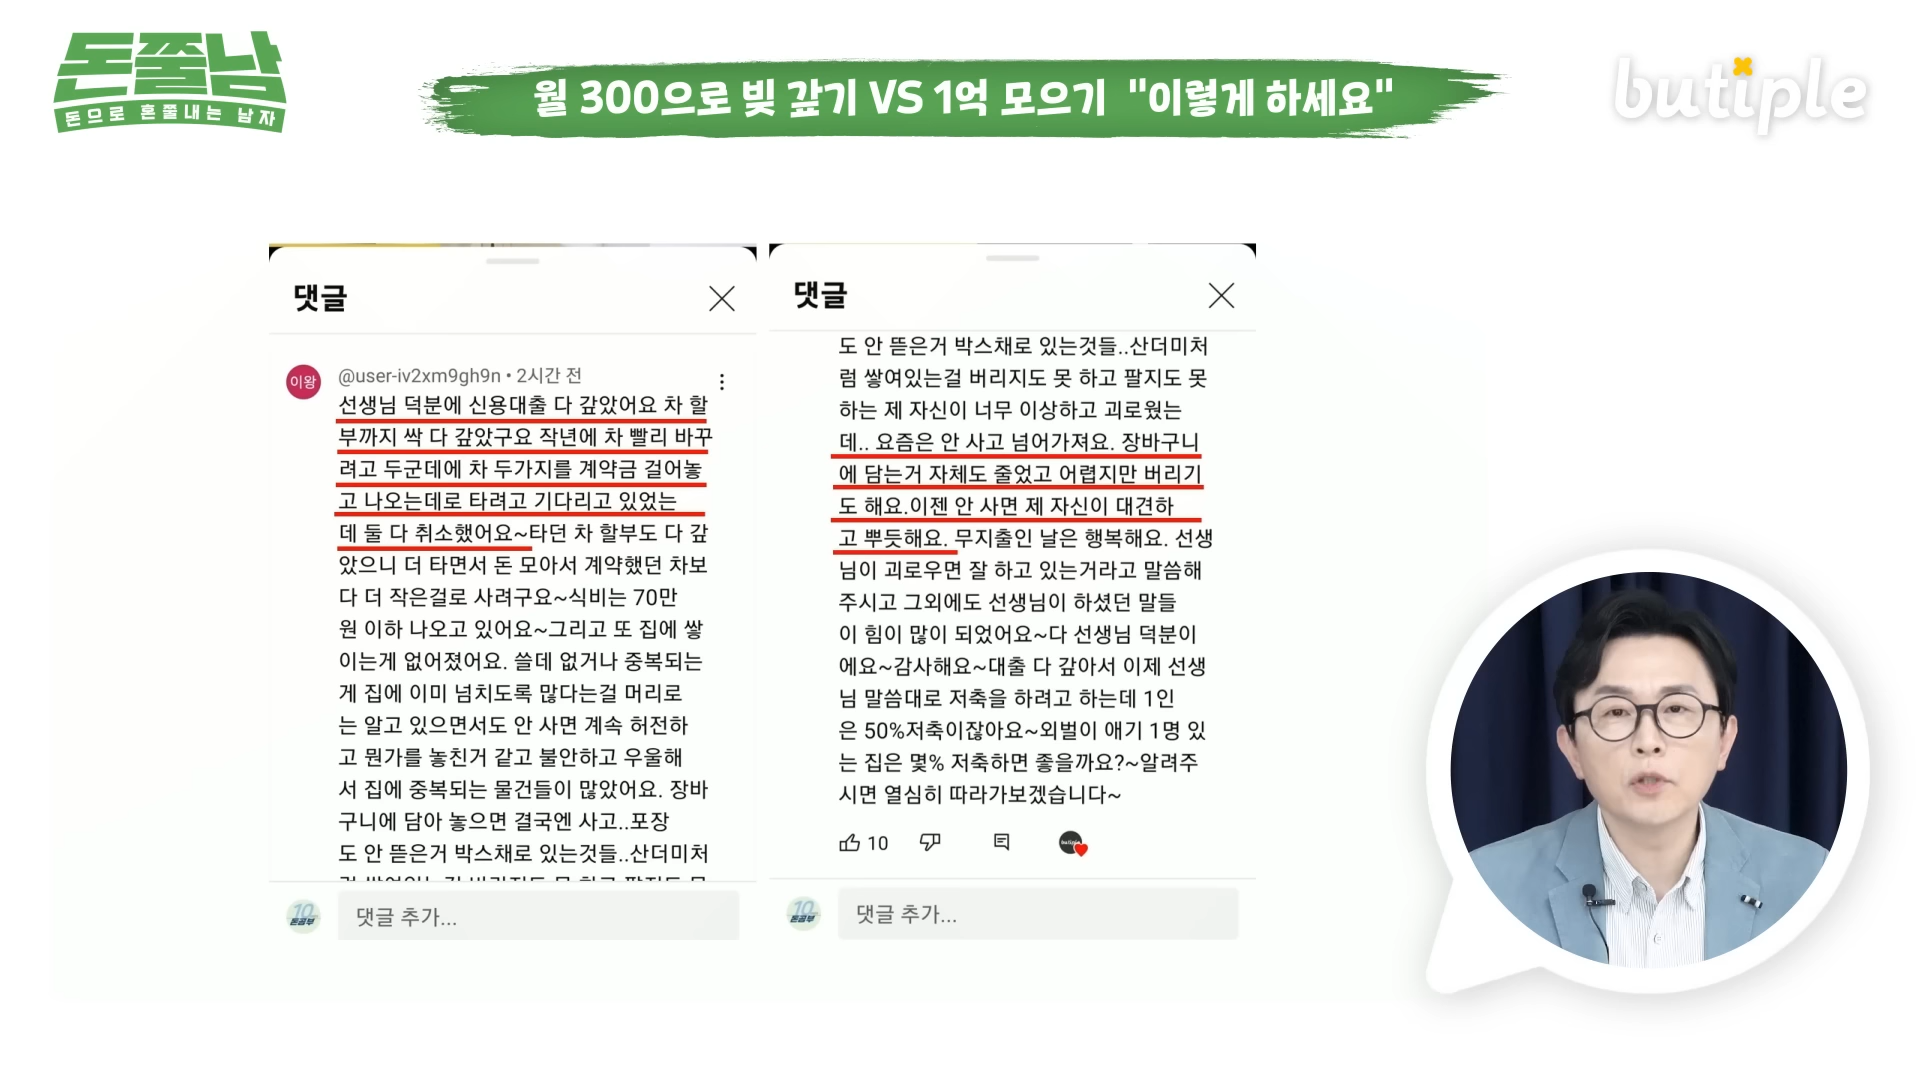 돈쭐남
돈므로 혼쭐내는 남자
월 300으로 빚 갚기 VS 1억 모으기 "이렇게 하세요"
butiple
댓글
이왕
@user-iv2xm9gh9n • 2시간 전
선생님 덕분에 신용대출 다 갚았어요 차 할
부까지 싹 다 갚았구요 작년에 차 빨리 바꾸
려고 두군데에 차 두가지를 계약금 걸어놓
고 나오는데로 타려고 기다리고 있었는
데 둘 다 취소했어요~타던 차 할부도 다 갚
았으니 더 타면서 돈 모아서 계약했던 차보
다 더 작은걸로 사려구요~식비는 70만
원 이하 나오고 있어요~그리고 또 집에 쌓
이는게 없어졌어요. 쓸데 없거나 중복되는
게 집에 이미 넘치도록 많다는걸 머리로
는 알고 있으면서도 안 사면 계속 허전하
고 뭔가를 놓친거 같고 불안하고 우울해
서 집에 중복되는 물건들이 많았어요. 장바
구니에 담아 놓으면 결국엔 사고..포장
도 안 뜯은거 박스채로 있는것들..산더미처
10
돈공부
댓글 추가...
댓글
도 안 뜯은거 박스채로 있는것들..산더미처
럼 쌓여있는걸 버리지도 못 하고 팔지도 못
하는 제 자신이 너무 이상하고 괴로웠는
데.. 요즘은 안 사고 넘어가져요. 장바구니
에 담는거 자체도 줄었고 어렵지만 버리기
도 해요.이젠 안 사면 제 자신이 대견하
고 뿌듯해요. 무지출인 날은 행복해요. 선생
님이 괴로우면 잘 하고 있는거라고 말씀해
주시고 그외에도 선생님이 하셨던 말들
이 힘이 많이 되었어요~다 선생님 덕분이
에요~감사해요~대출 다 갚아서 이제 선생
님 말씀대로 저축을 하려고 하는데 1인
은 50%저축이잖아요~외벌이 애기 1명 있
는 집은 몇% 저축하면 좋을까요?~알려주
시면 열심히 따라가보겠습니다~
10
10
돈공부
댓글 추가...